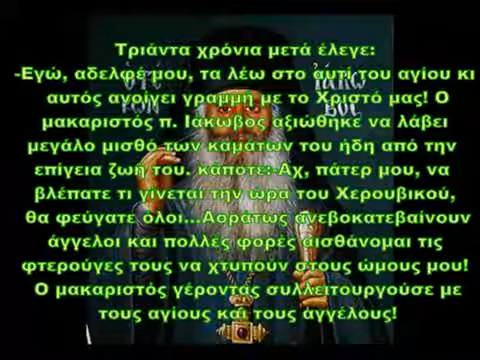 Τριάντα χρόνια μετά έλεγε:
-Εγώ, αδελφέ μου, τα λέω στο αυτί του αγίου κι
αυτός ανοίγει γραμμή με το Χριστό μας! Ο
μακαριστός π. Ιακωβος αξιώθηκε να λάβει
μεγάλο μισθό των καμάτων του ήδη από την
επίγεια ζωή του. κάποτε:-Αχ, πάτερ μου, να
βλέπατε τι γίνεται την ώρα του Χερουβικού,
θα φεύγατε όλοι...Αοράτως ανεβοκατεβαίνουν
άγγελοι και πολλές φορές αισθάνομαι τις
φτερούγες τους να χτυπούν στους ώμους μου!
Ο μακαριστός γέροντας συλλειτουργούσε με
τους αγίους και τους αγγέλους!